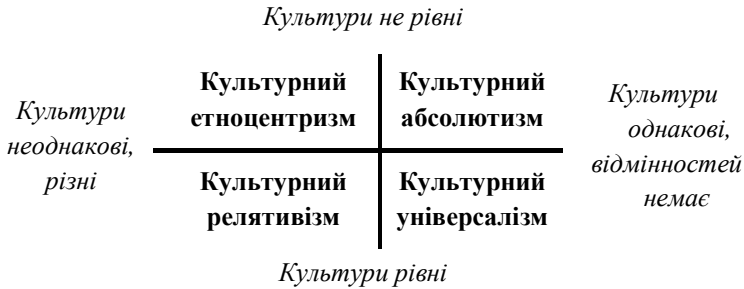 Культури не рівні
Культурний
етноцентризм
Культурний
абсолютизм
Культури
неоднакові,
різні
Культури
однакові,
відмінностей
немає
Культурний
релятивізм
Культурний
універсалізм
Культури рівні